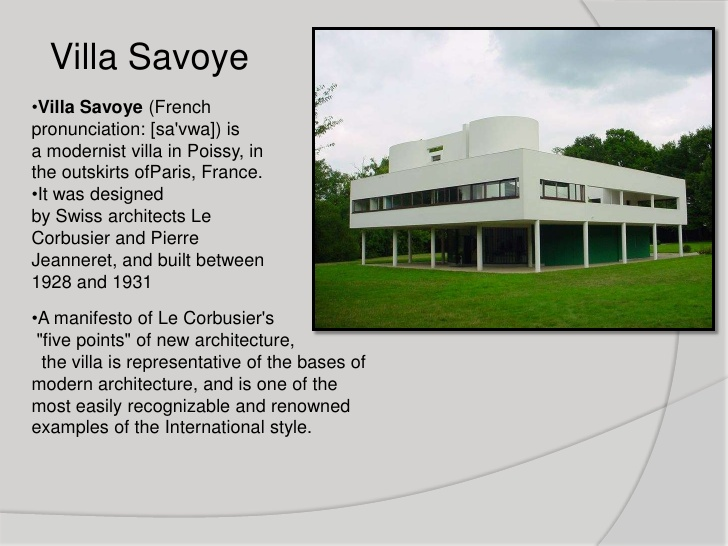 Villa Savoye
•Villa Savoye (French
pronunciation: [sa'vwa]) is
a modernist villa in Poissy, in
the outskirts ofParis, France.
•It was designed
by Swiss architects Le
Corbusier and Pierre
Jeanneret, and built between
1928 and 1931
•A manifesto of Le Corbusier's
"five points" of new architecture,
the villa is representative of the bases of
modern architecture, and is one of the
most easily recognizable and renowned
examples of the International style.